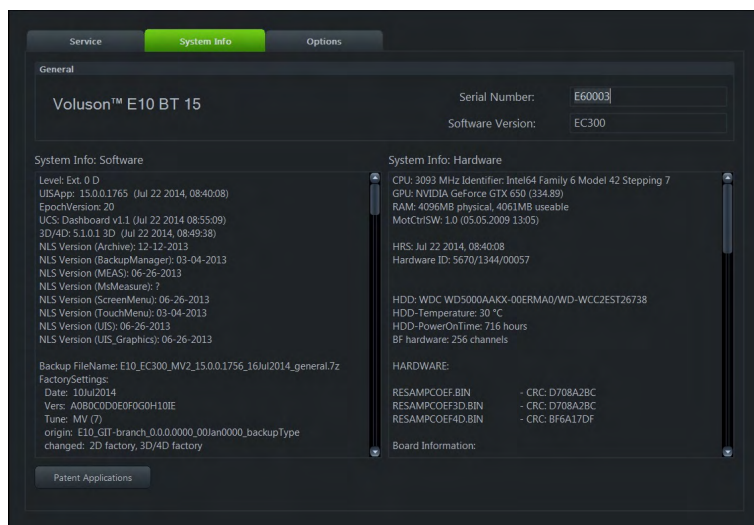 Service
System Info
Options
General
Voluson™ E10 BT 15
Serial Number:
E60003
Software Version:
EC300
System Info: Software
Level: Ext. 0 D
UISApp: 15.0.0.1765 (Jul 22 2014, 08:40:08)
EpochVersion: 20
UCS: Dashboard v1.1 (Jul 22 2014 08:55:09)
3D/4D: 5.1.0.1 3D (Jul 22 2014, 08:49:38)
NLS Version (Archive): 12-12-2013
NLS Version (BackupManager): 03-04-2013
NLS Version (MEAS): 06-26-2013
NLS Version (MsMeasure): ?
NLS Version (ScreenMenu): 06-26-2013
NLS Version (TouchMenu): 03-04-2013
NLS Version (UIS): 06-26-2013
NLS Version (UIS_Graphics): 06-26-2013
Backup FileName: E10_EC300_MV2_15.0.0.1756_16Jul2014_general.7z
FactorySettings:
Date: 10Jul2014
Vers: A0B0C0D0E0F0G0H10IE
Tune: MV (7)
origin: E10_GIT-branch_0.0.0.0000_00Jan0000_backupType
changed: 2D factory, 3D/4D factory
System Info: Hardware
CPU: 3093 MHz Identifier: Intel64 Family 6 Model 42 Stepping 7
GPU: NVIDIA GeForce GTX 650 (334.89)
RAM: 4096MB physical, 4061MB useable
MotCtrlSW: 1.0 (05.05.2009 13:05)
HRS: Jul 22 2014, 08:40:08
Hardware ID: 5670/1344/00057
HDD: WDC WD5000AAKX-00ERMA0/WD-WCC2EST26738
HDD-Temperature: 30 °C
HDD-PowerOnTime: 716 hours
BF hardware: 256 channels
HARDWARE:
RESAMPCOEF.BIN - CRC: D708A2BC
RESAMPCOEF3D.BIN - CRC: D708A2BC
RESAMPCOEF4D.BIN - CRC: BF6A17DF
Board Information:
Patent Applications